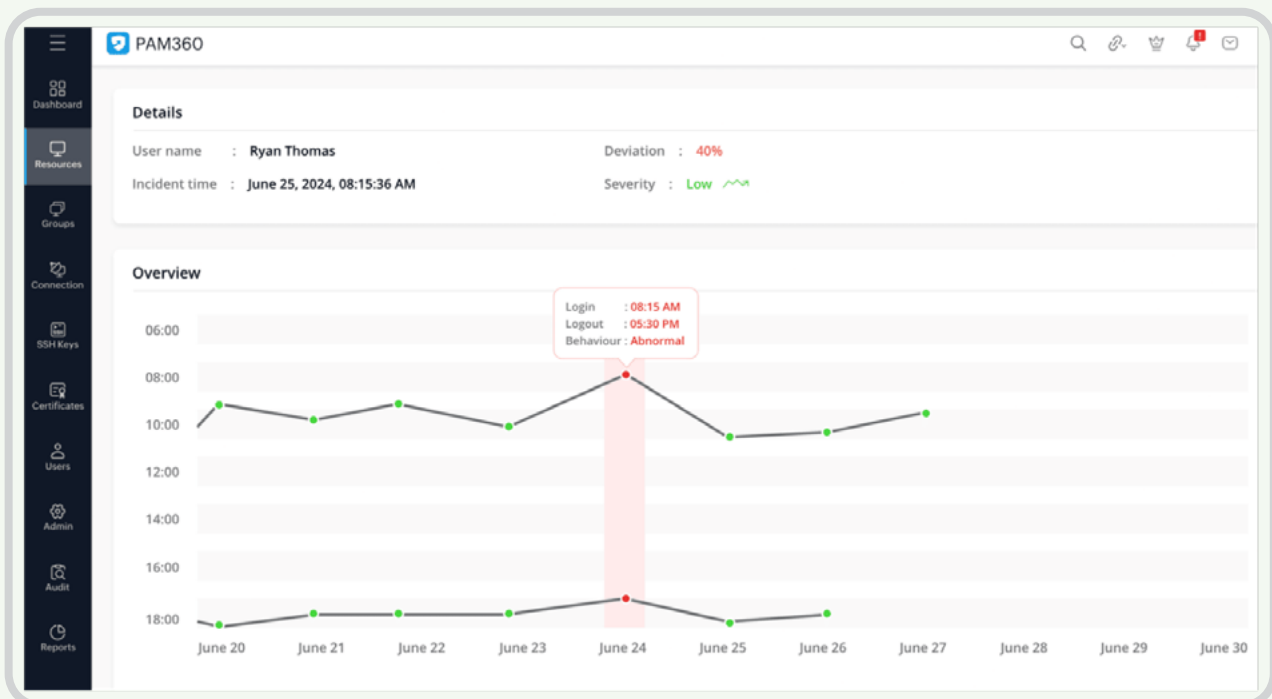 PAM360
!
Dashboard
Resources
Groups
Connection
SSH
SSH Keys
Certificates
Users
Admin
Audit
Reports
Details
User name : Ryan Thomas
Deviation : 40%
Incident time : June 25, 2024, 08:15:36 AM
Severity : Low
Overview
Login : 08:15 AM
Logout : 05:30 PM
Behaviour : Abnormal
06:00
08:00
10:00
12:00
14:00
16:00
18:00
June 20 June 21 June 22 June 23 June 24 June 25 June 26 June 27 June 28 June 29 June 30